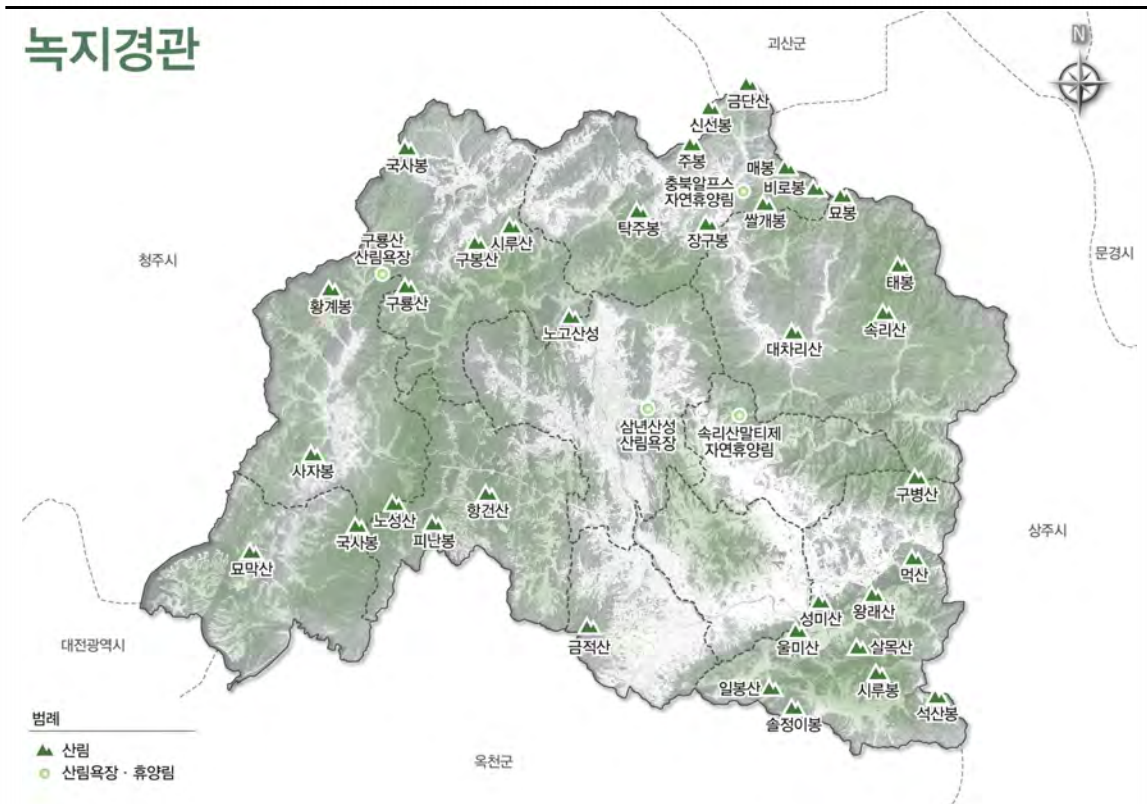 녹지경관
N
괴산군
금단산
신선봉
국사봉
주봉
매봉
충북알프스
자연휴양림
비로봉
묘봉
쌀개봉
탁주봉
장구봉
시루산
구봉산
구룡산
산림욕장
청주시
문경시
태봉
황계봉
구룡산
속리산
노고산성
대차리산
삼년산성
산림욕장
속리산말티제
자연휴양림
사자봉
구병산
항건산
노성산
국사봉
피난봉
상주시
묘막산
먹산
왕래산
성미산
금적산
울미산
살목산
대전광역시
시루봉
일봉산
석산봉
솔정이봉
범례
산림
산림욕장 · 휴양림
옥천군